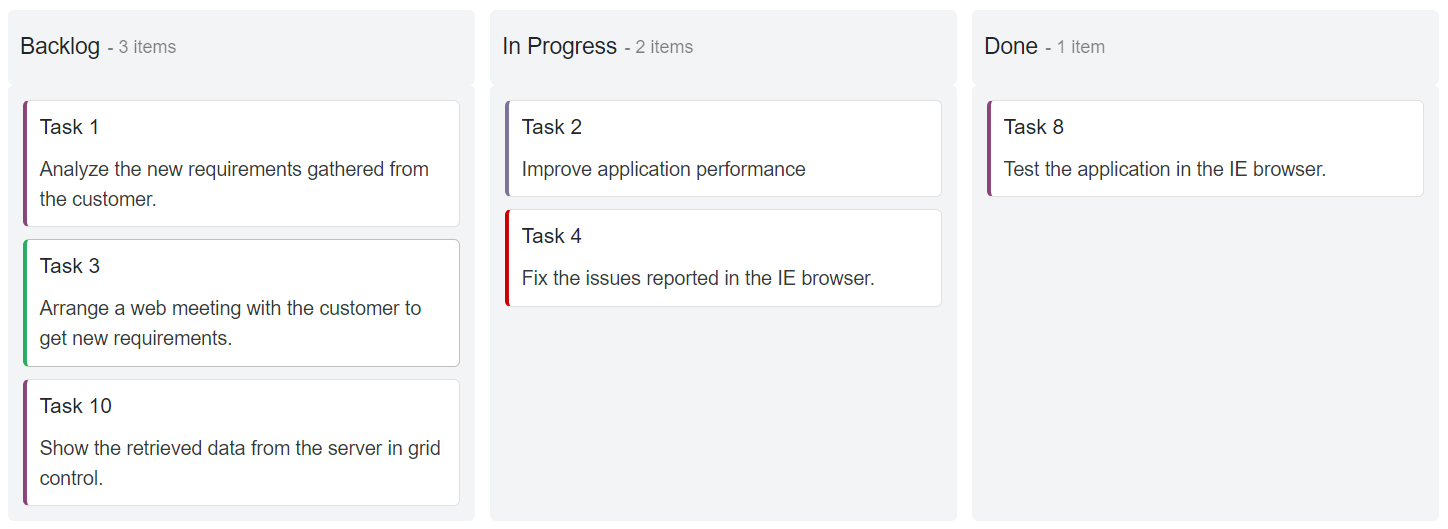 Backlog - 3 items
Task 1
Analyze the new requirements gathered from
the customer.
Task 3
Arrange a web meeting with the customer to
get new requirements.
Task 10
Show the retrieved data from the server in grid
control.
In Progress - 2 items
Task 2
Improve application performance
Task 4
Fix the issues reported in the IE browser.
Done - 1 item
Task 8
Test the application in the IE browser.